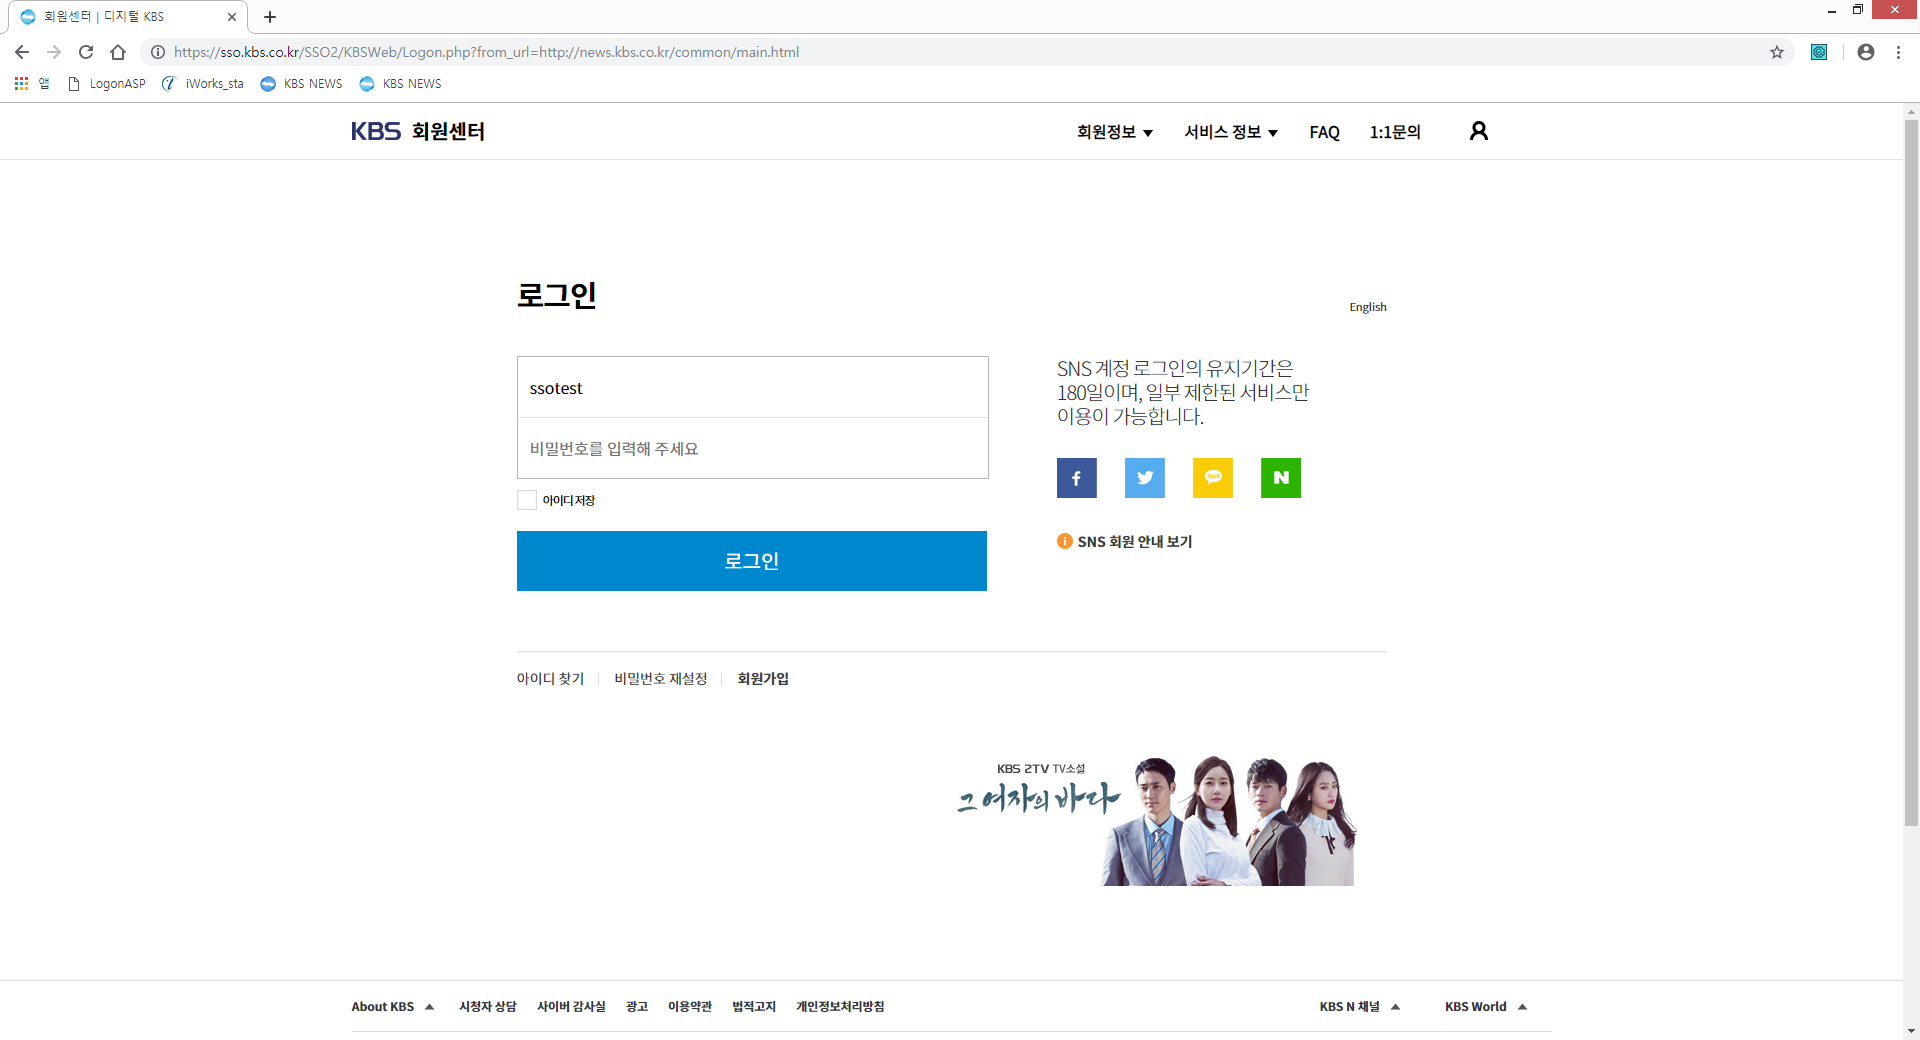 회원센터 | 디지털 KBS
https://sso.kbs.co.kr/SSO2/KBSWeb/Logon.php?from_url=http://news.kbs.co.kr/common/main.html
앱 LogonASP iWorks_sta KBS NEWS KBS NEWS
KBS 회원센터 회원정보 서비스 정보 FAQ 1:1문의
로그인
English
ssotest
비밀번호를 입력해 주세요
아이디 저장
로그인
SNS 계정 로그인의 유지기간은
180일이며, 일부 제한된 서비스만
이용이 가능합니다.
f TALK N
SNS 회원 안내 보기
아이디 찾기 비밀번호 재설정 회원가입
KBS 2TV TV소설
그 여자의 바다
About KBS 시청자 상담 사이버 감사실 광고 이용약관 법적고지 개인정보처리방침 KBS N 채널 KBS World